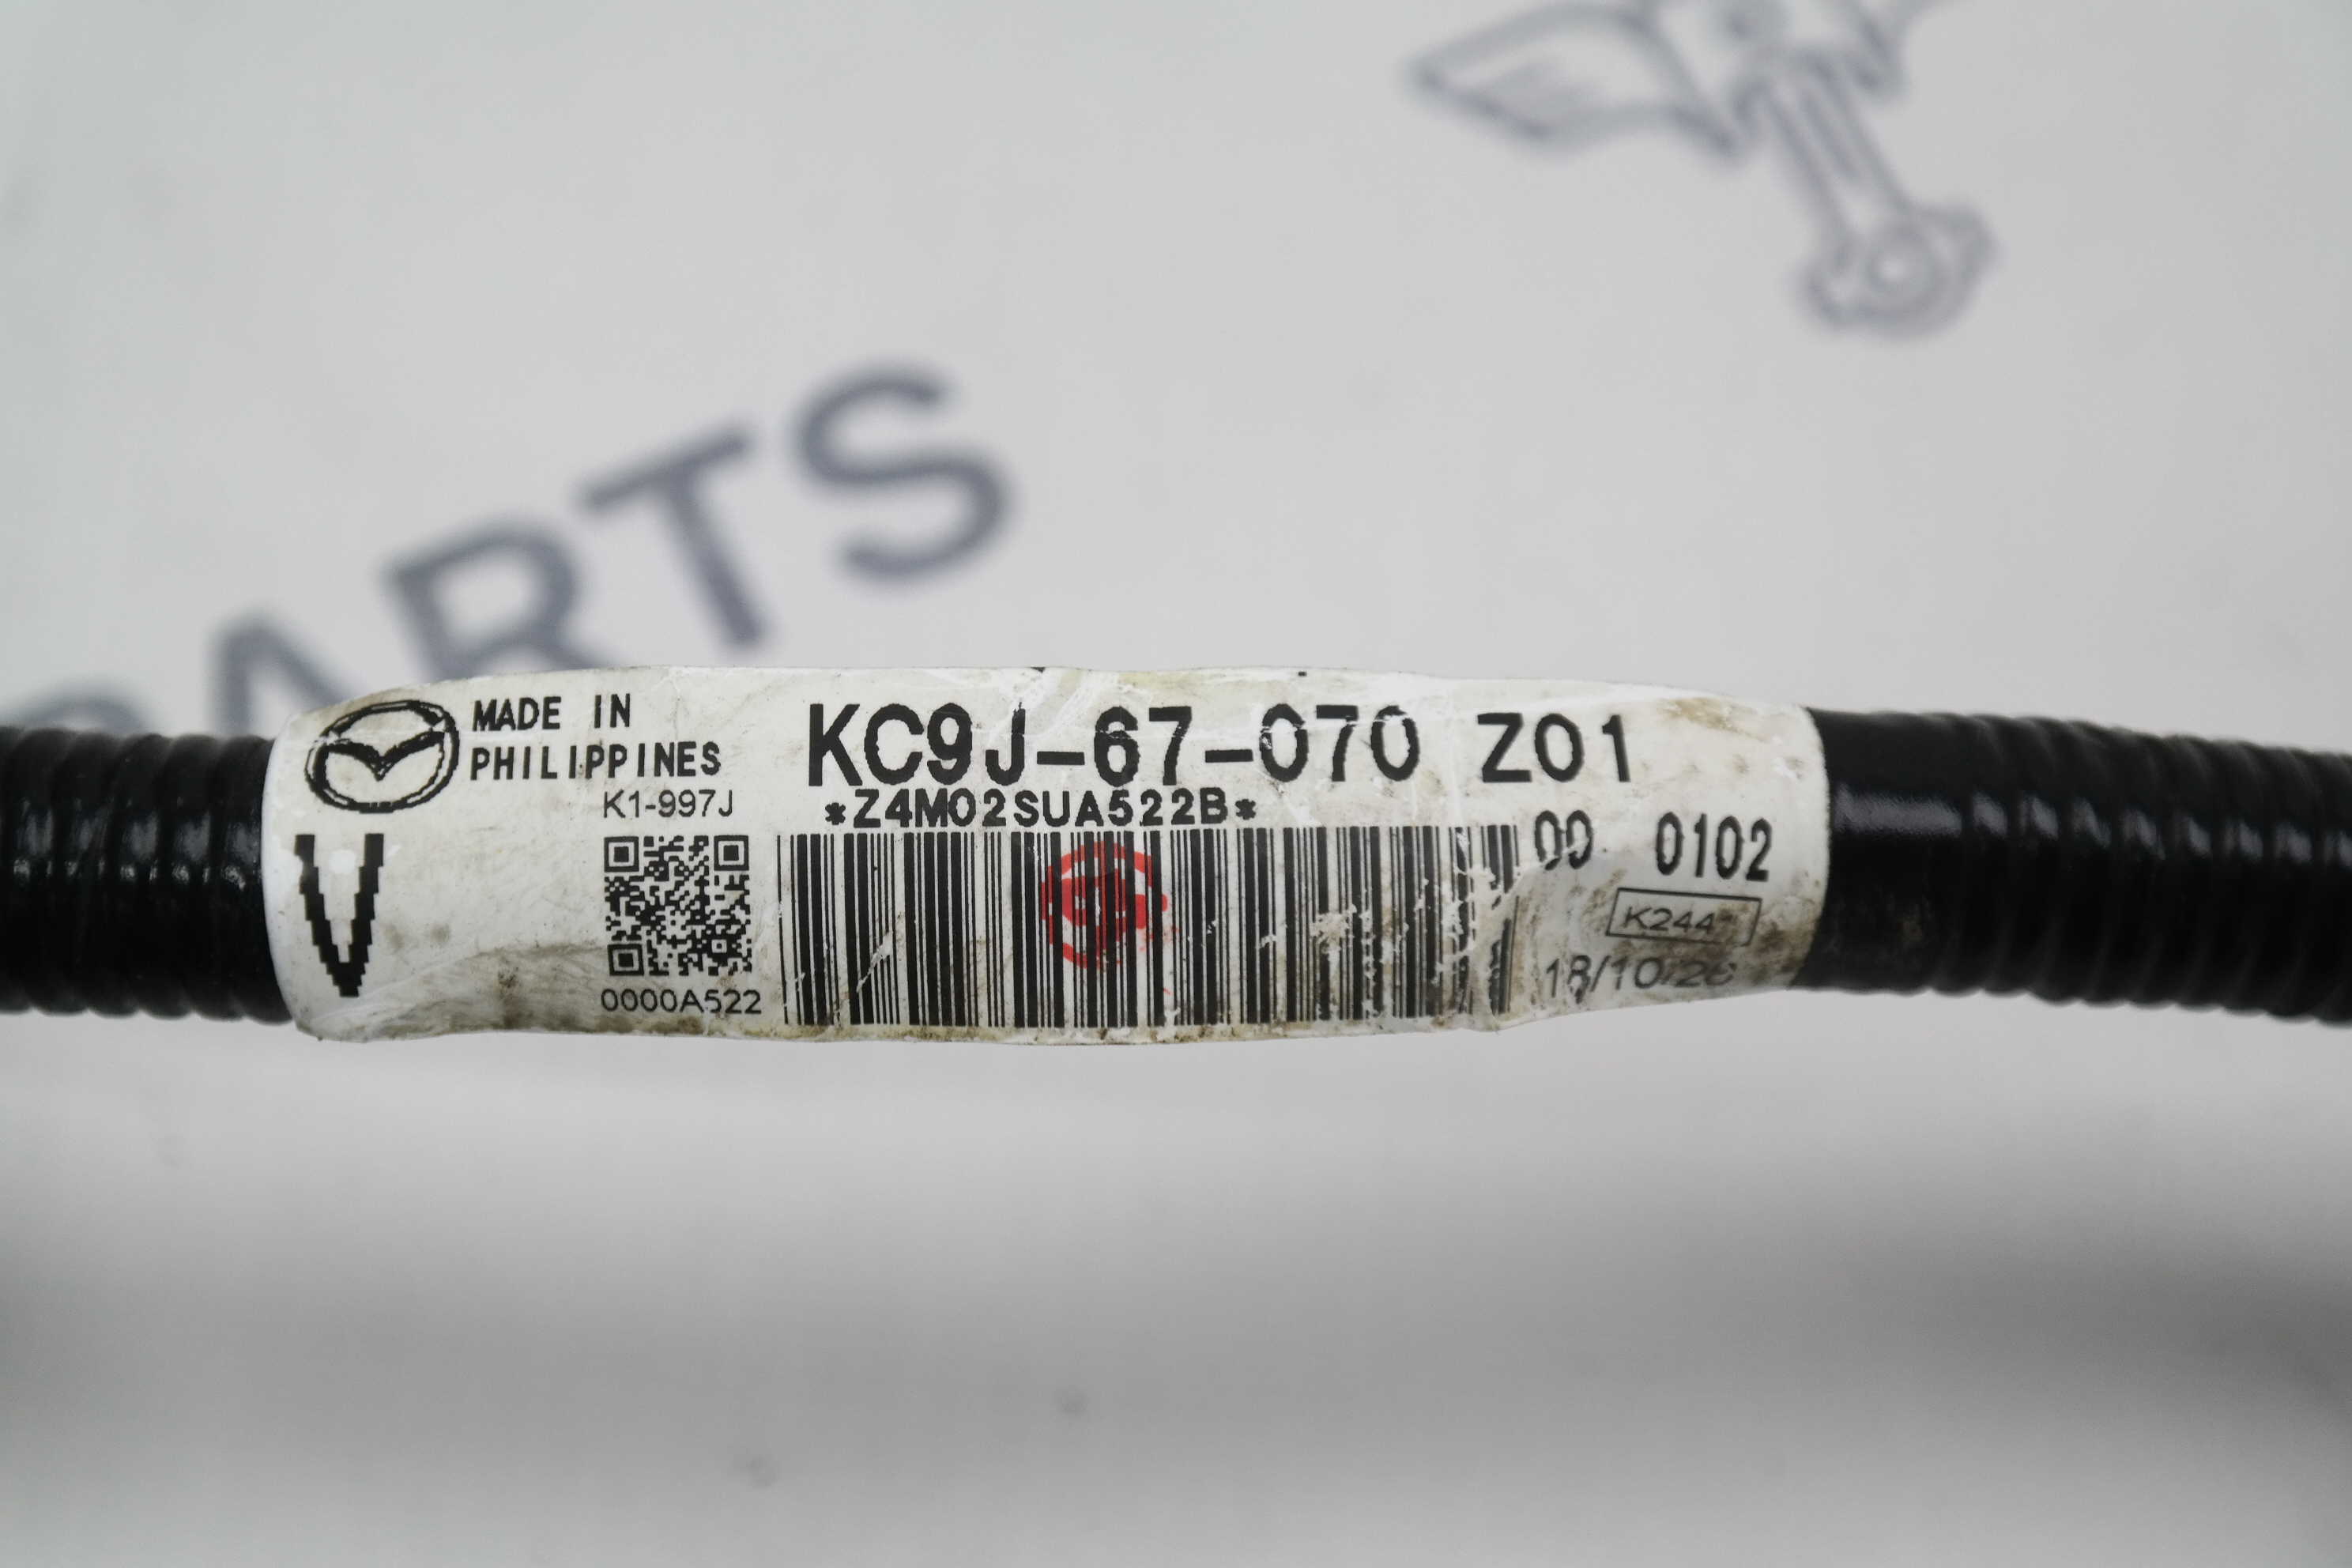 PARTS
MADE IN
PHILIPPINES
KC9J-67-070 Z01
K1-997J
*Z4M02SUA522B*
00 0102
V
K244
0000A522
18/10/26